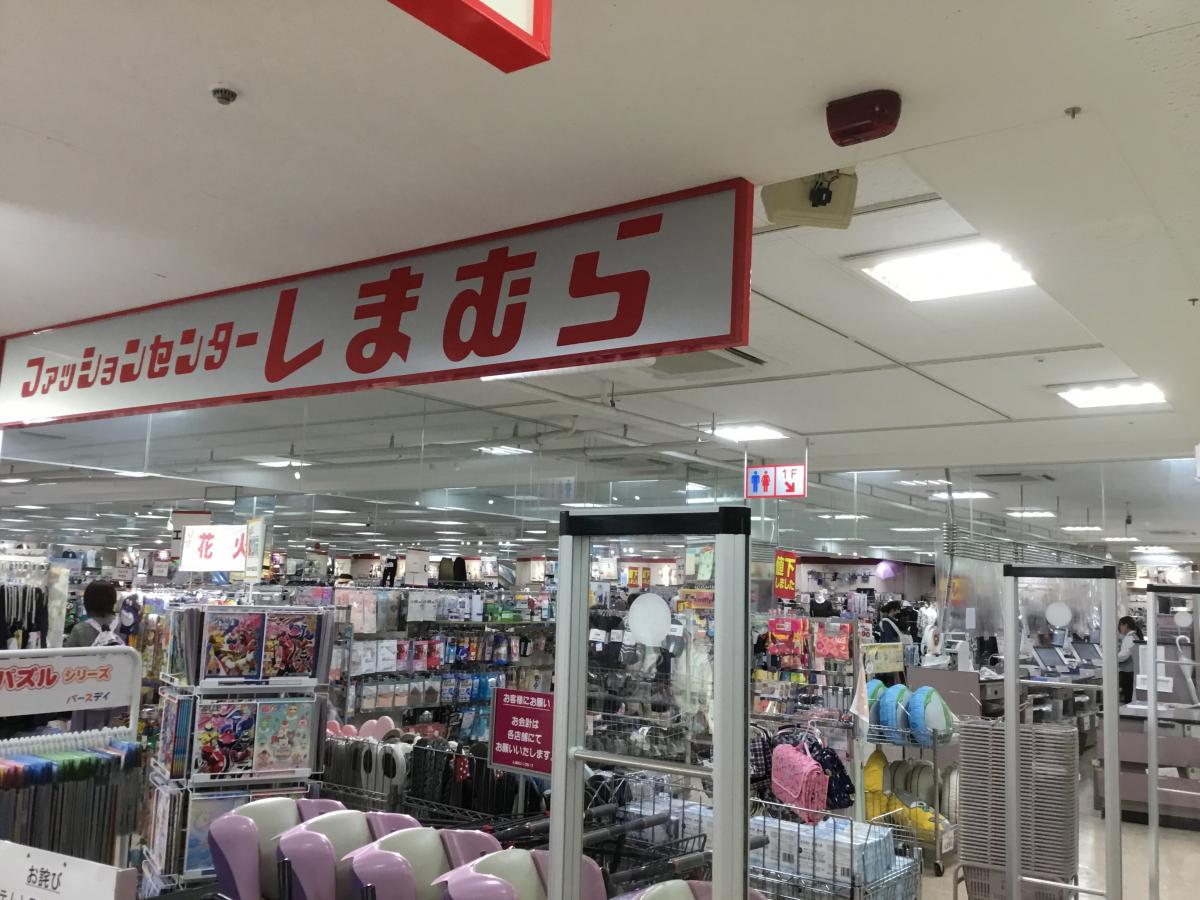 ファッションセンターしまむら
1F
花火
値下
しました
パズルシリーズ
バースデイ
お客様にお願い
お会計は
各店舗にて
お願いいたします
お詫び